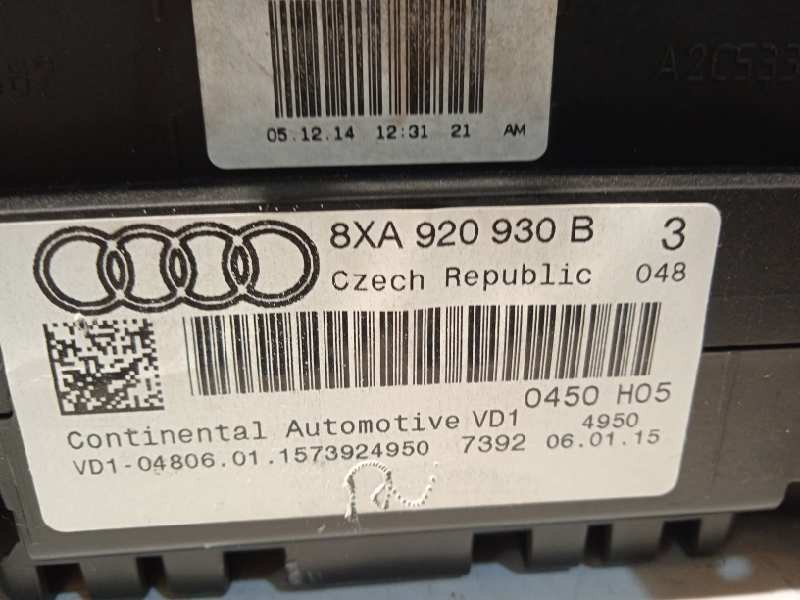 A2C533
05.12.14 12:31 21 AM
8XA 920 930 B 3
Czech Republic 048
0450 H05
Continental Automotive VD1 4950
VD1-04806.01.1573924950 7392 06.01.15